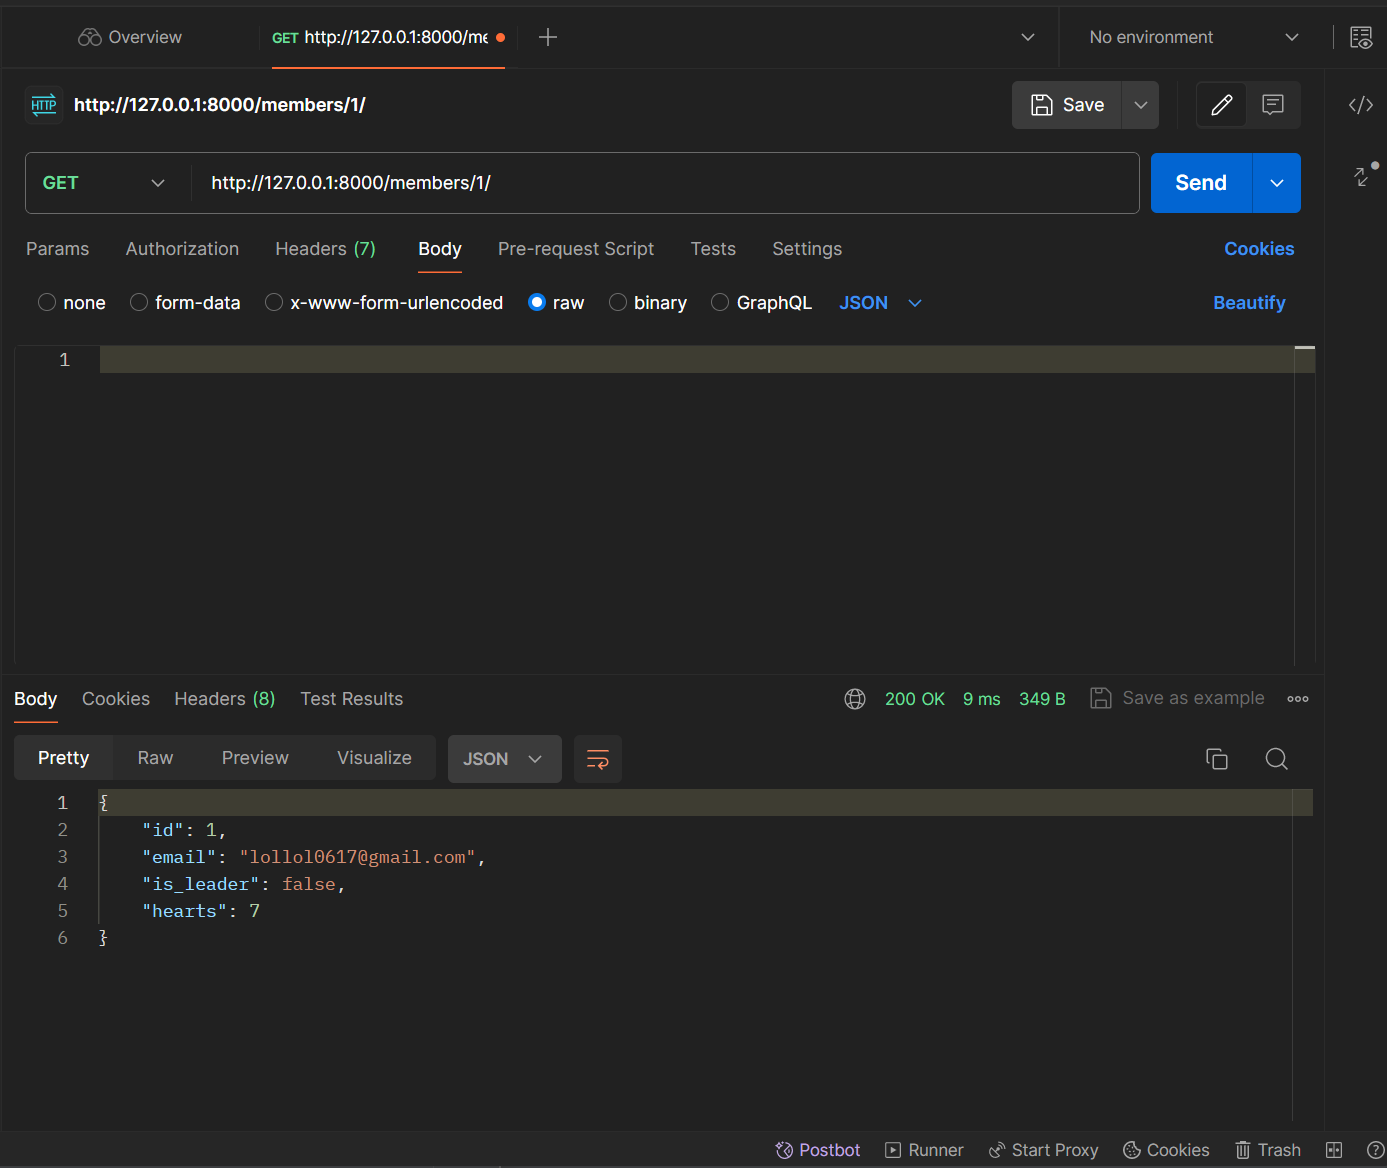 Overview
GET http://127.0.0.1:8000/me
No environment
HTTP http://127.0.0.1:8000/members/1/
Save
GET http://127.0.0.1:8000/members/1/
Send
Params Authorization Headers (7) Body Pre-request Script Tests Settings Cookies
none form-data x-www-form-urlencoded raw binary GraphQL JSON Beautify
1
Body Cookies Headers (8) Test Results 200 OK 9 ms 349 B Save as example
Pretty Raw Preview Visualize JSON
1 {
2 "id": 1,
3 "email": "lollol0617@gmail.com",
4 "is_leader": false,
5 "hearts": 7
6 }
Postbot Runner Start Proxy Cookies Trash